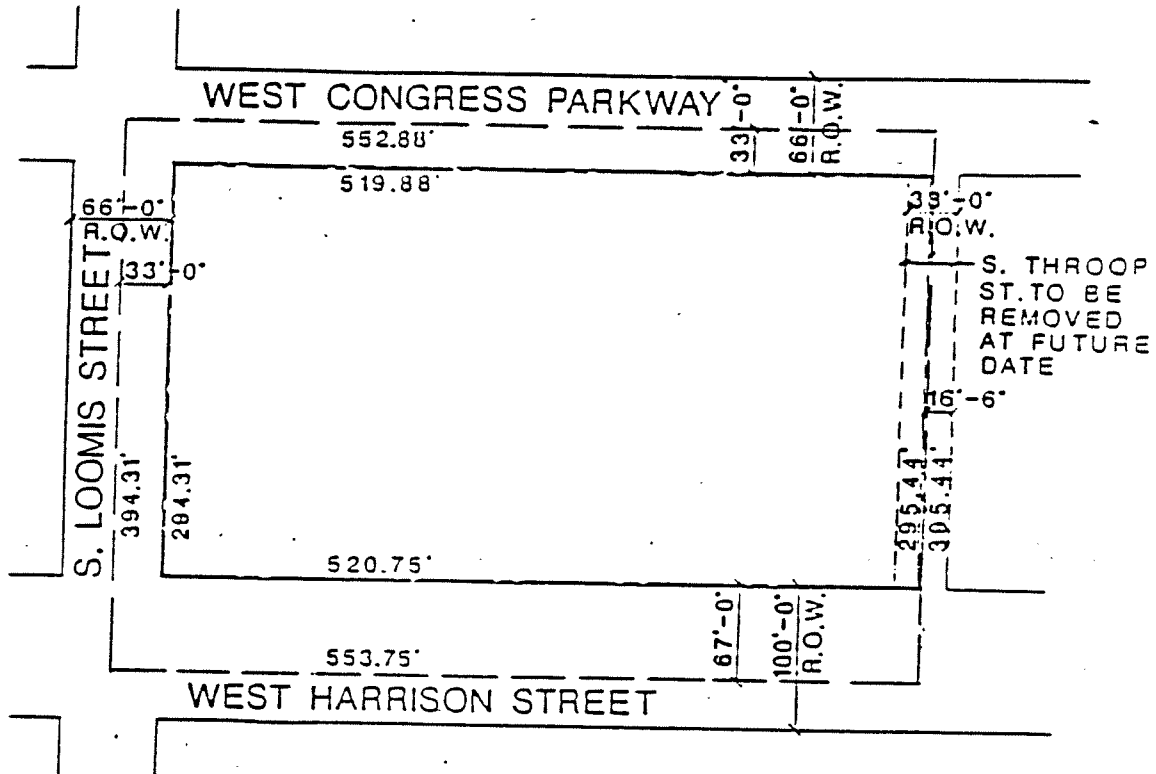 WEST CONGRESS PARKWAY
552.88'
33'-0"
66'-0"
R.O.W.
519.88'
66'-0"
R.O.W.
33'-0"
S. LOOMIS STREET
394.31'
294.31'
33'-0"
R.O.W.
S. THROOP
ST. TO BE
REMOVED
AT FUTURE
DATE
16'-6"
295.44'
395.44'
520.75'
67'-0"
100'-0"
R.O.W.
553.75'
WEST HARRISON STREET